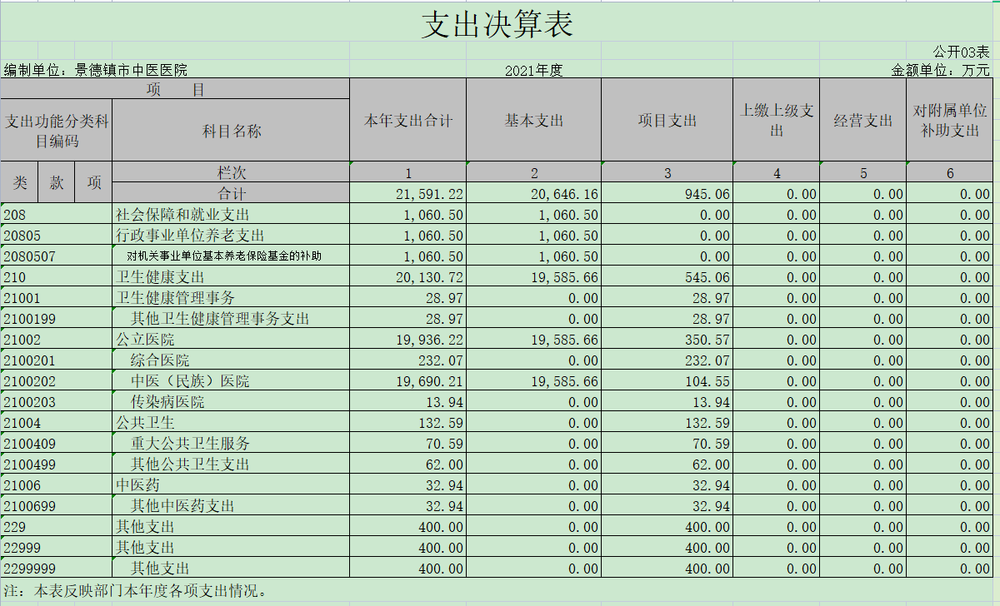 支出决算表
公开03表
编制单位：景德镇市中医医院 2021年度 金额单位：万元
项 目 本年支出合计 基本支出 项目支出 上缴上级支出 经营支出 对附属单位补助支出
支出功能分类科目编码 科目名称
类 款 项 栏次 1 2 3 4 5 6
合计 21,591.22 20,646.16 945.06 0.00 0.00 0.00
208 社会保障和就业支出 1,060.50 1,060.50 0.00 0.00 0.00 0.00
20805 行政事业单位养老支出 1,060.50 1,060.50 0.00 0.00 0.00 0.00
2080507 对机关事业单位基本养老保险基金的补助 1,060.50 1,060.50 0.00 0.00 0.00 0.00
210 卫生健康支出 20,130.72 19,585.66 545.06 0.00 0.00 0.00
21001 卫生健康管理事务 28.97 0.00 28.97 0.00 0.00 0.00
2100199 其他卫生健康管理事务支出 28.97 0.00 28.97 0.00 0.00 0.00
21002 公立医院 19,936.22 19,585.66 350.57 0.00 0.00 0.00
2100201 综合医院 232.07 0.00 232.07 0.00 0.00 0.00
2100202 中医（民族）医院 19,690.21 19,585.66 104.55 0.00 0.00 0.00
2100203 传染病医院 13.94 0.00 13.94 0.00 0.00 0.00
21004 公共卫生 132.59 0.00 132.59 0.00 0.00 0.00
2100409 重大公共卫生服务 70.59 0.00 70.59 0.00 0.00 0.00
2100499 其他公共卫生支出 62.00 0.00 62.00 0.00 0.00 0.00
21006 中医药 32.94 0.00 32.94 0.00 0.00 0.00
2100699 其他中医药支出 32.94 0.00 32.94 0.00 0.00 0.00
229 其他支出 400.00 0.00 400.00 0.00 0.00 0.00
22999 其他支出 400.00 0.00 400.00 0.00 0.00 0.00
2299999 其他支出 400.00 0.00 400.00 0.00 0.00 0.00
注：本表反映部门本年度各项支出情况。